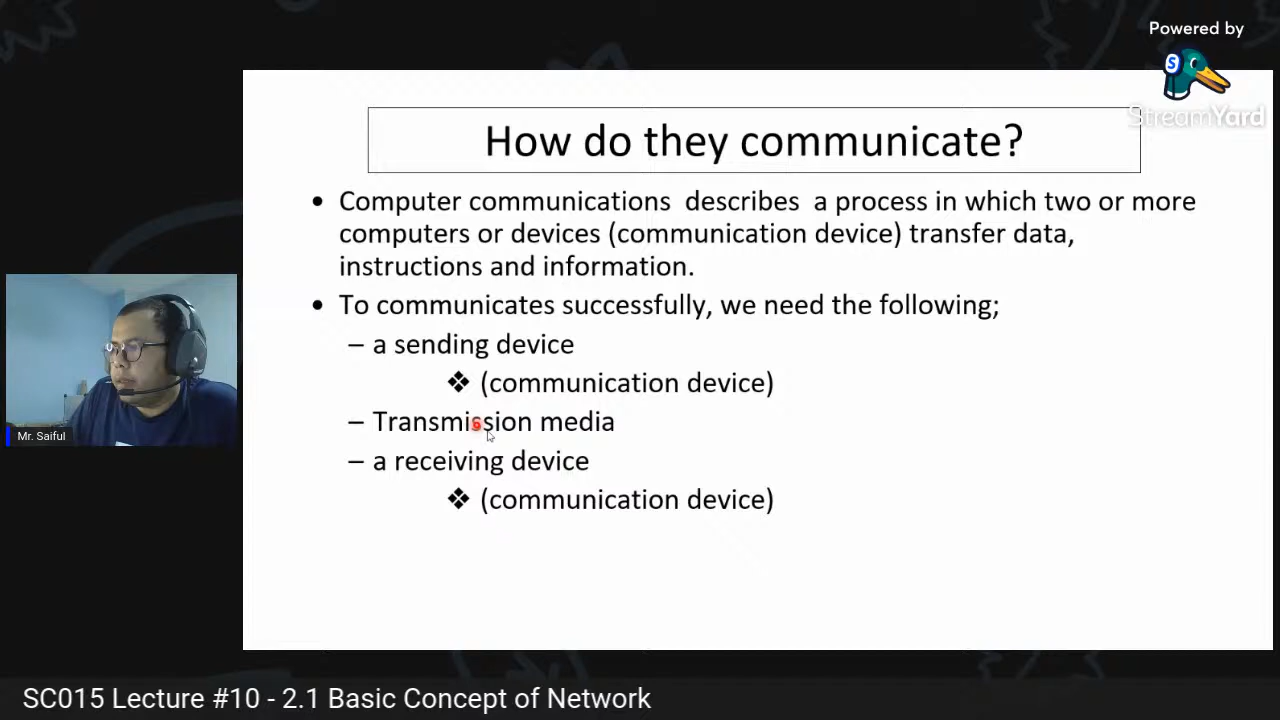 Powered by
S
StreamYard
How do they communicate?
• Computer communications describes a process in which two or more
computers or devices (communication device) transfer data,
instructions and information.
• To communicates successfully, we need the following;
– a sending device
❖ (communication device)
– Transmission media
– a receiving device
❖ (communication device)
Mr. Saiful
SC015 Lecture #10 - 2.1 Basic Concept of Network